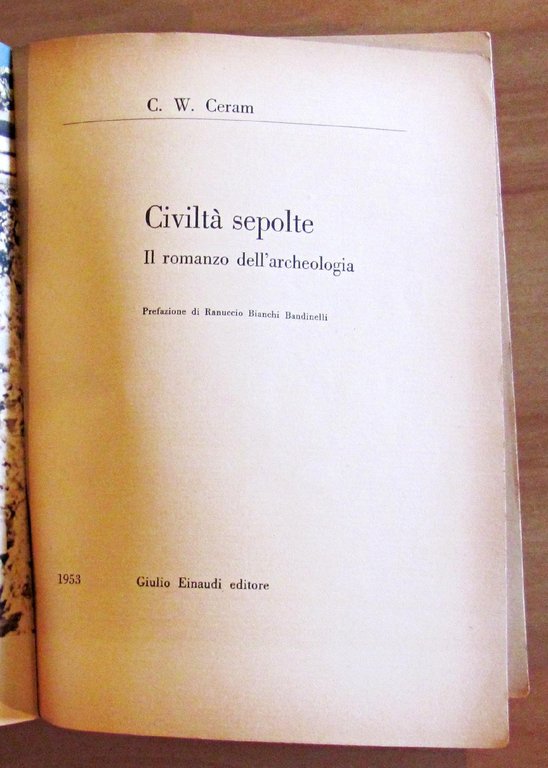 C. W. Ceram
Civiltà sepolte
Il romanzo dell'archeologia
Prefazione di Ranuccio Bianchi Bandinelli
1953 Giulio Einaudi editore